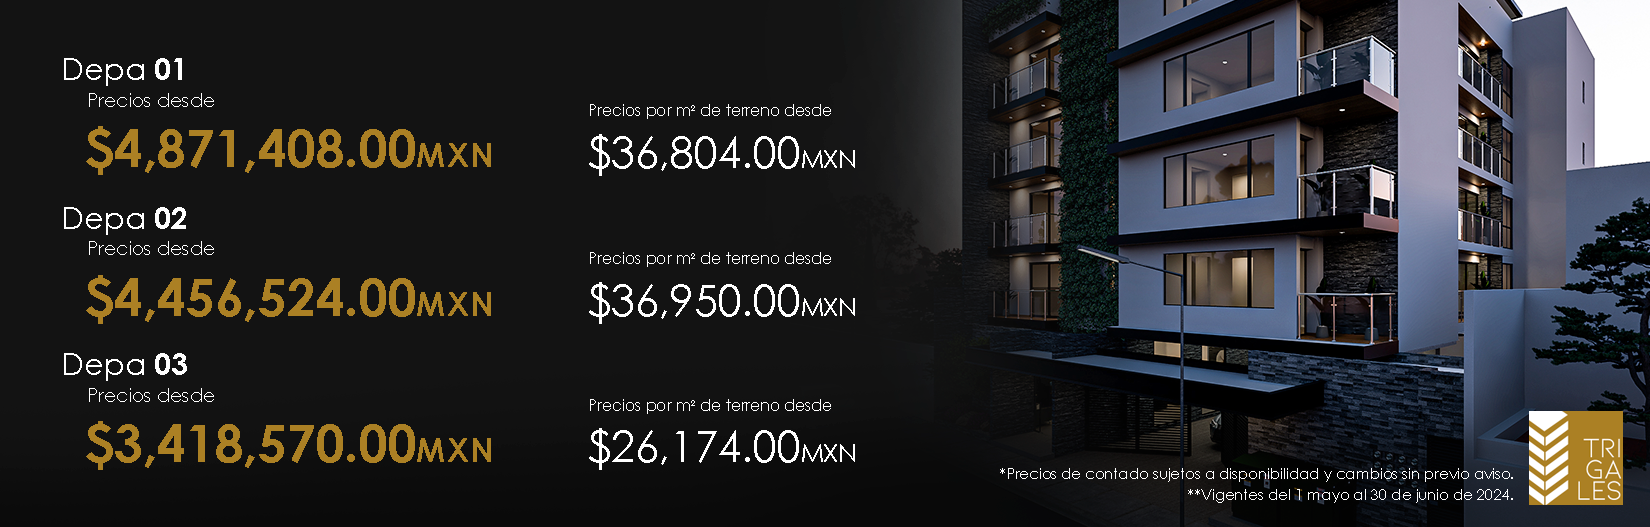 Depa 01
Precios desde
$4,871,408.00MXN
Precios por m² de terreno desde
$36,804.00MXN
Depa 02
Precios desde
$4,456,524.00MXN
Precios por m² de terreno desde
$36,950.00MXN
Depa 03
Precios desde
$3,418,570.00MXN
Precios por m² de terreno desde
$26,174.00MXN
*Precios de contado sujetos a disponibilidad y cambios sin previo aviso.
**Vigentes del 1 mayo al 30 de junio de 2024.
TRI
GA
LES